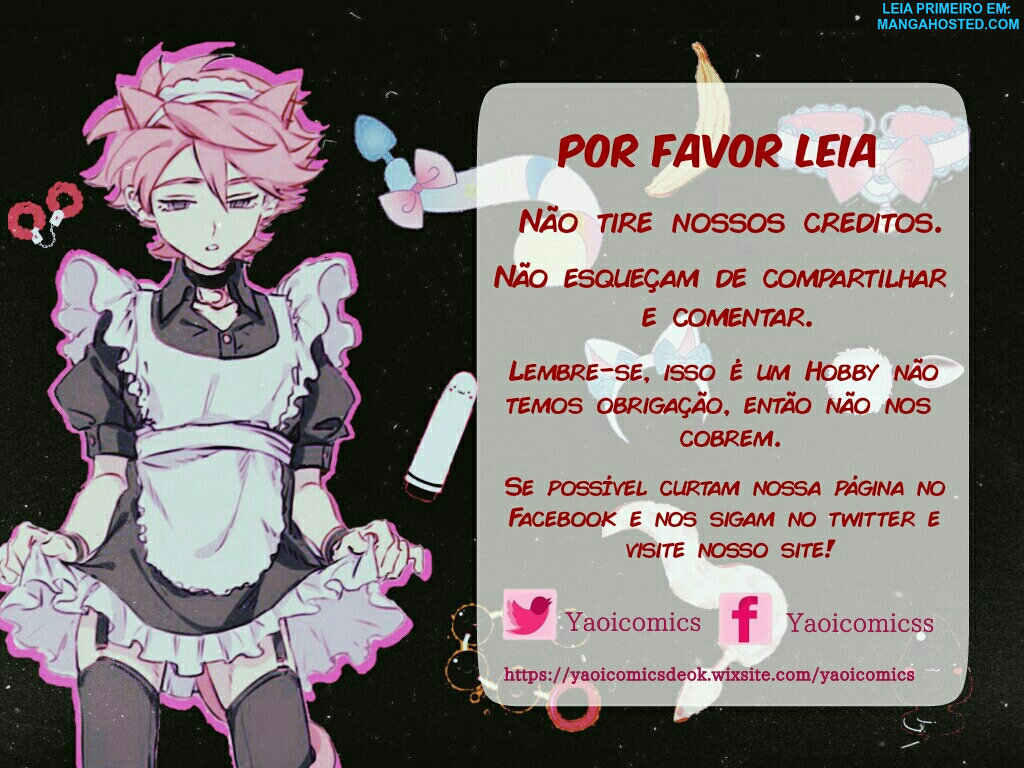 LEIA PRIMEIRO EM:
MANGAHOSTED.COM
POR FAVOR LEIA
NÃO TIRE NOSSOS CREDITOS.
NÃO ESQUEÇAM DE COMPARTILHAR
E COMENTAR.
LEMBRE-SE, ISSO É UM HOBBY NÃO
TEMOS OBRIGAÇÃO, ENTÃO NÃO NOS
COBREM.
SE POSSÍVEL CURTAM NOSSA PÁGINA NO
FACEBOOK E NOS SIGAM NO TWITTER E
VISITE NOSSO SITE!
Yaoicomics
Yaoicomicss
https://yaoicomicsdeok.wixsite.com/yaoicomics